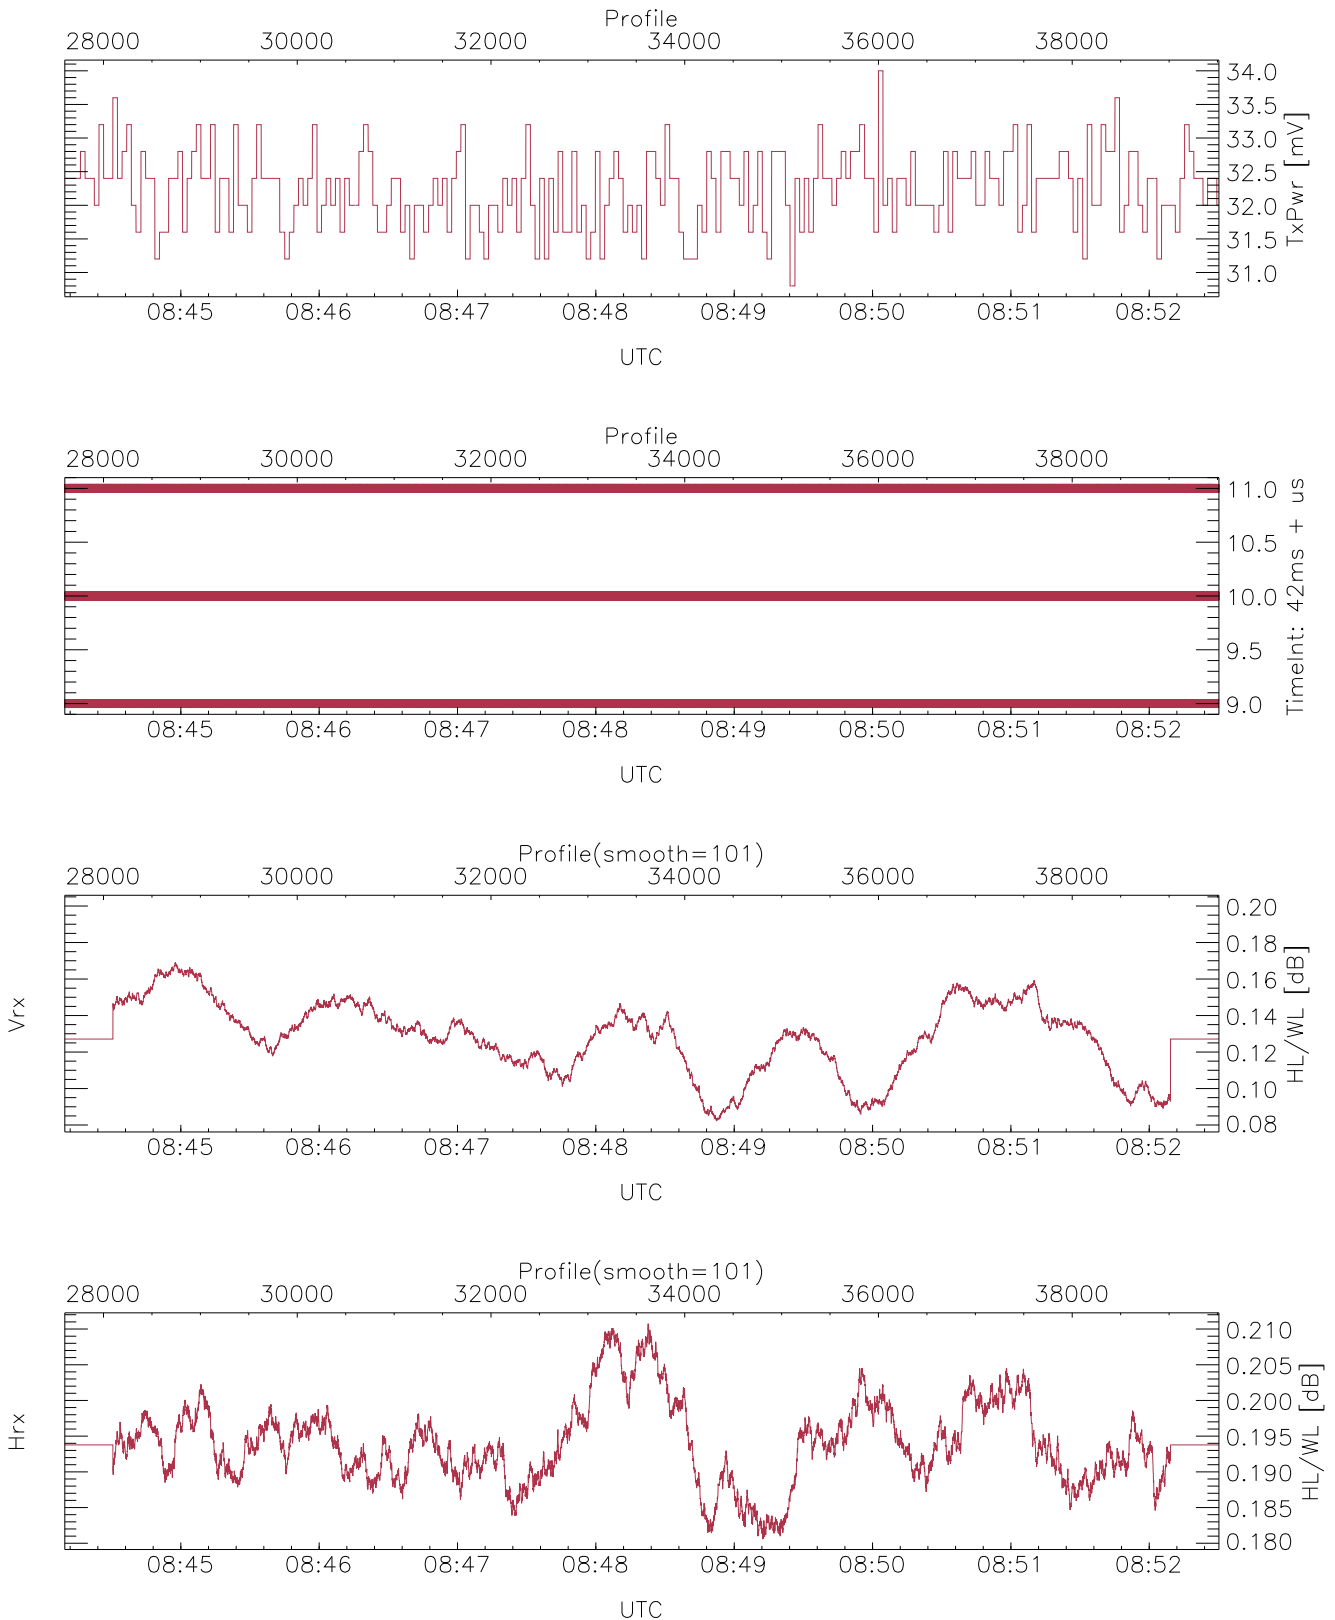 Profile
28000 30000 32000 34000 36000 38000
34.0
33.5
33.0
32.5
32.0
31.5
31.0
TxPwr [mV]
08:45 08:46 08:47 08:48 08:49 08:50 08:51 08:52
UTC
Profile
28000 30000 32000 34000 36000 38000
11.0
10.5
10.0
9.5
9.0
TimeInt: 42ms + us
08:45 08:46 08:47 08:48 08:49 08:50 08:51 08:52
UTC
Profile(smooth=101)
28000 30000 32000 34000 36000 38000
Vrx
0.20
0.18
0.16
0.14
0.12
0.10
0.08
HL/WL [dB]
08:45 08:46 08:47 08:48 08:49 08:50 08:51 08:52
UTC
Profile(smooth=101)
28000 30000 32000 34000 36000 38000
Hrx
0.210
0.205
0.200
0.195
0.190
0.185
0.180
HL/WL [dB]
08:45 08:46 08:47 08:48 08:49 08:50 08:51 08:52
UTC